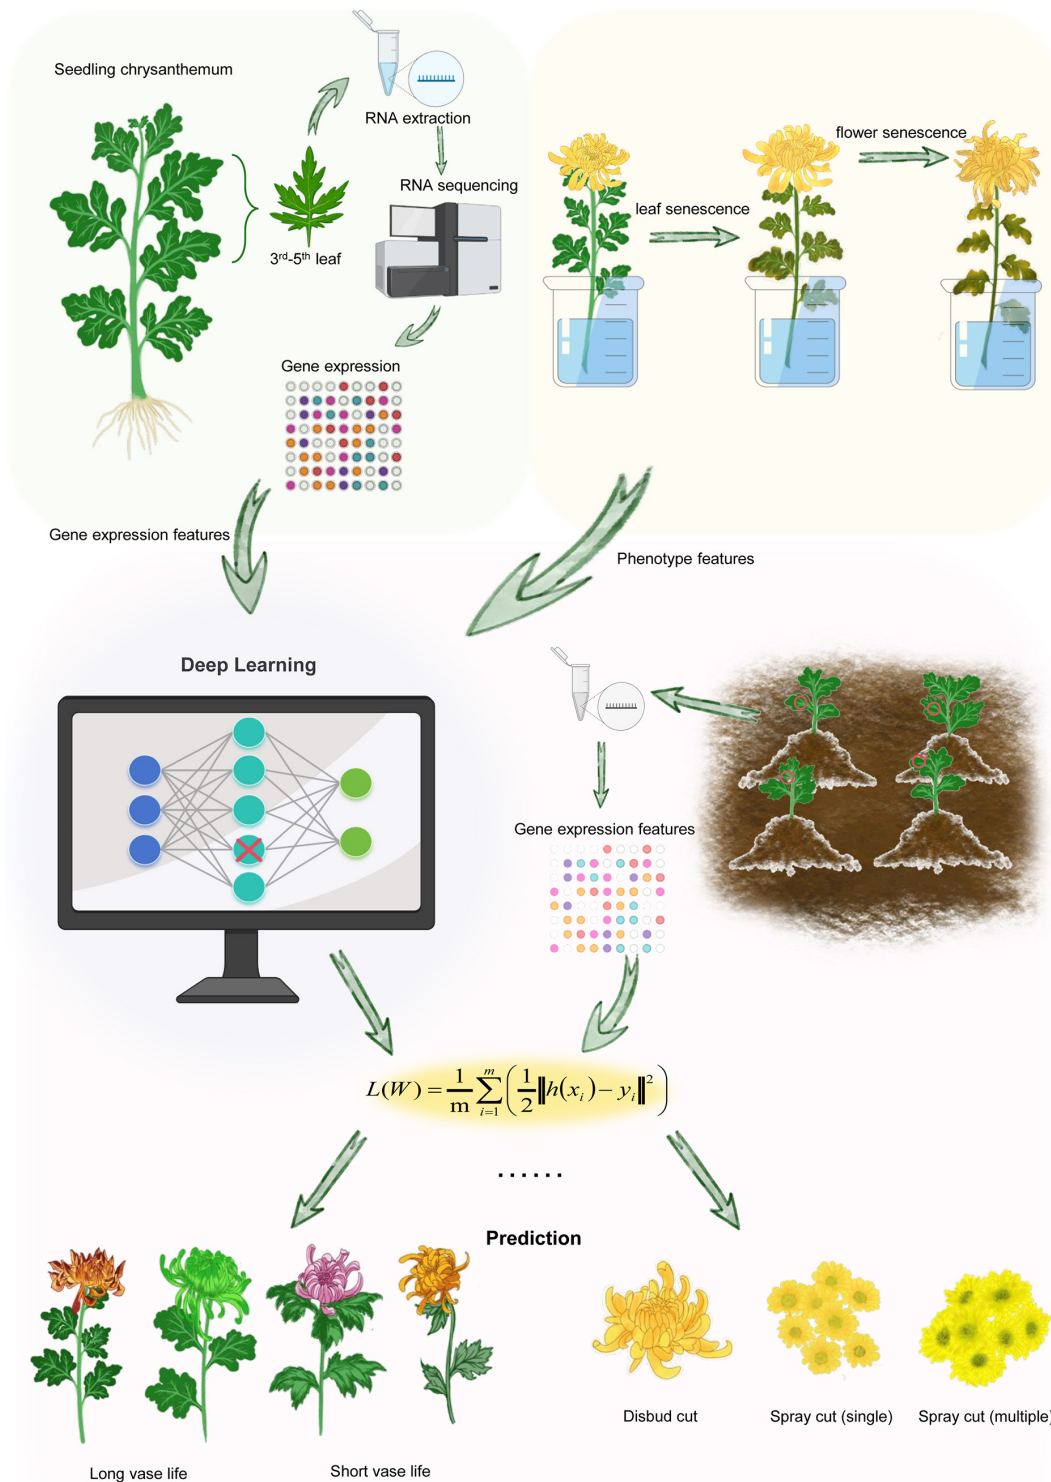 Seedling chrysanthemum
RNA extraction
RNA sequencing
3rd-5th leaf
Gene expression
flower senescence
leaf senescence
Gene expression features
Phenotype features
Deep Learning
Gene expression features
L(W) = 1/m ∑_{i=1}^{m} (1/2 ‖h(x_i) − y_i‖^2)
......
Prediction
Disbud cut
Spray cut (single)
Spray cut (multiple)
Long vase life
Short vase life